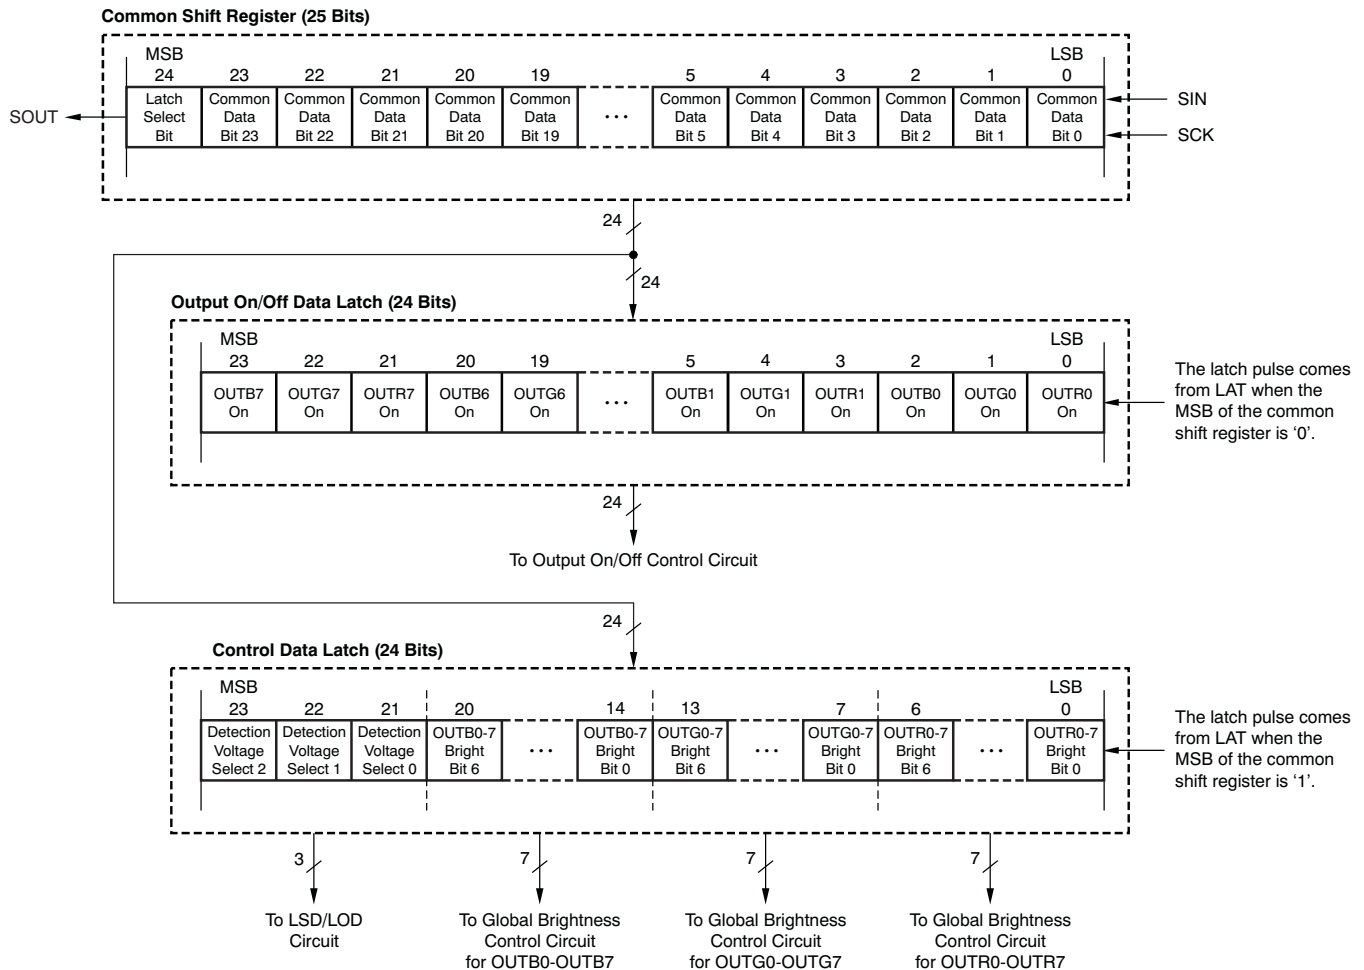 Common Shift Register (25 Bits)
MSB LSB
24 23 22 21 20 19 5 4 3 2 1 0
SOUT
Latch Select Bit
Common Data Bit 23
Common Data Bit 22
Common Data Bit 21
Common Data Bit 20
Common Data Bit 19
...
Common Data Bit 5
Common Data Bit 4
Common Data Bit 3
Common Data Bit 2
Common Data Bit 1
Common Data Bit 0
SIN
SCK
24
24
Output On/Off Data Latch (24 Bits)
MSB LSB
23 22 21 20 19 5 4 3 2 1 0
OUTB7 On
OUTG7 On
OUTR7 On
OUTB6 On
OUTG6 On
...
OUTB1 On
OUTG1 On
OUTR1 On
OUTB0 On
OUTG0 On
OUTR0 On
The latch pulse comes
from LAT when the
MSB of the common
shift register is ‘0’.
24
To Output On/Off Control Circuit
24
Control Data Latch (24 Bits)
MSB LSB
23 22 21 20 14 13 7 6 0
Detection Voltage Select 2
Detection Voltage Select 1
Detection Voltage Select 0
OUTB0-7 Bright Bit 6
...
OUTB0-7 Bright Bit 0
OUTG0-7 Bright Bit 6
...
OUTG0-7 Bright Bit 0
OUTR0-7 Bright Bit 6
...
OUTR0-7 Bright Bit 0
The latch pulse comes
from LAT when the
MSB of the common
shift register is ‘1’.
3 7 7 7
To LSD/LOD
Circuit
To Global Brightness
Control Circuit
for OUTB0-OUTB7
To Global Brightness
Control Circuit
for OUTG0-OUTG7
To Global Brightness
Control Circuit
for OUTR0-OUTR7